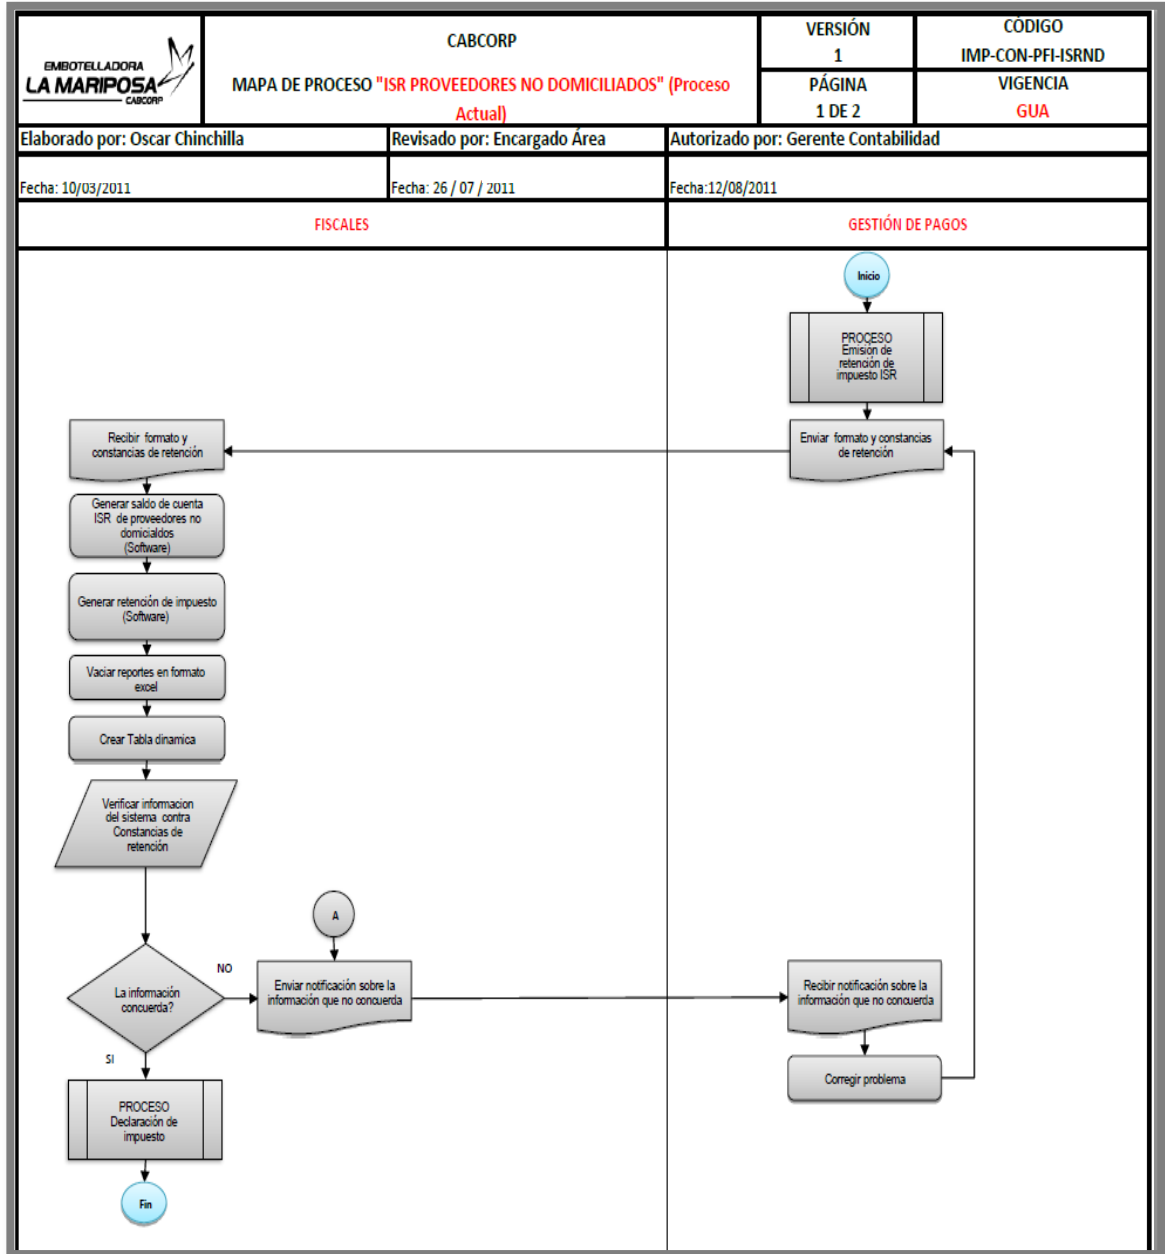 EMBOTELLADORA
LA MARIPOSA
CABCORP
CABCORP
MAPA DE PROCESO "ISR PROVEEDORES NO DOMICILIADOS" (Proceso
Actual)
VERSIÓN
1
CÓDIGO
IMP-CON-PFI-ISRND
PÁGINA
1 DE 2
VIGENCIA
GUA
Elaborado por: Oscar Chinchilla
Revisado por: Encargado Área
Autorizado por: Gerente Contabilidad
Fecha: 10/03/2011
Fecha: 26 / 07 / 2011
Fecha:12/08/2011
FISCALES
GESTIÓN DE PAGOS
Inicio
PROCESO
Emisión de
retención de
impuesto ISR
Recibir formato y
constancias de retención
Enviar formato y constancias
de retención
Generar saldo de cuenta
ISR de proveedores no
domicialdos
(Software)
Generar retención de impuesto
(Software)
Vaciar reportes en formato
excel
Crear Tabla dinamica
Verificar informacion
del sistema contra
Constancias de
retención
A
NO
La información
concuerda?
Enviar notificación sobre la
información que no concuerda
Recibir notificación sobre la
información que no concuerda
SI
Corregir problema
PROCESO
Declaración de
impuesto
Fin